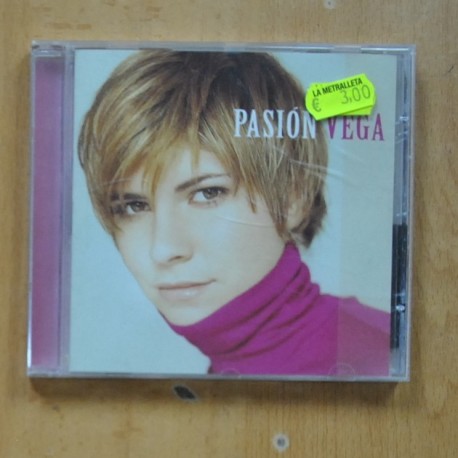 LA METRALLETA
€ 3,00
PASIÓN VEGA